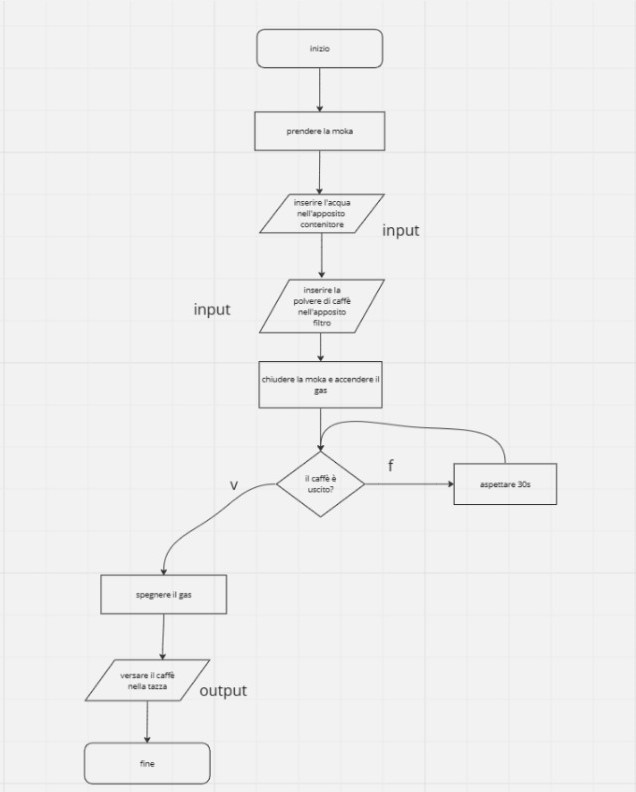 inizio
prendere la moka
inserire l'acqua
nell'apposito
contenitore
input
inserire la
polvere di caffè
nell'apposito
filtro
input
chiudere la moka e accendere il
gas
il caffè è
uscito?
f
aspettare 30s
v
spegnere il gas
versare il caffè
nella tazza
output
fine